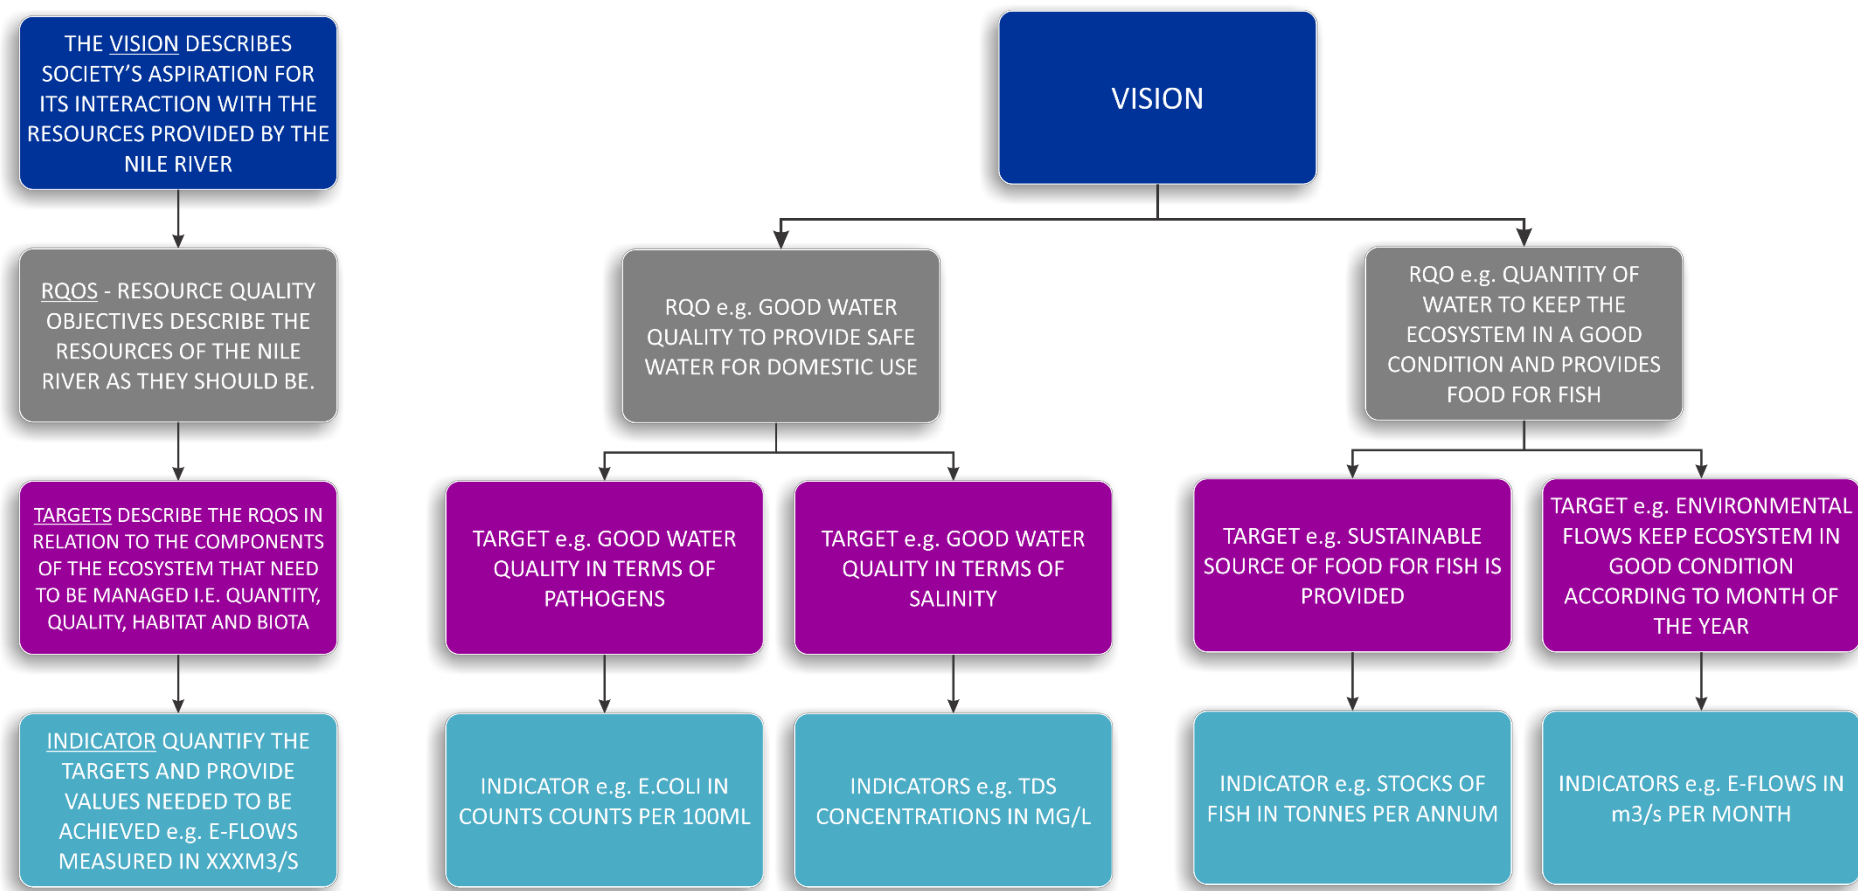 THE VISION DESCRIBES
SOCIETY'S ASPIRATION FOR
ITS INTERACTION WITH THE
RESOURCES PROVIDED BY THE
NILE RIVER
RQOS - RESOURCE QUALITY
OBJECTIVES DESCRIBE THE
RESOURCES OF THE NILE
RIVER AS THEY SHOULD BE.
TARGETS DESCRIBE THE RQOS IN
RELATION TO THE COMPONENTS
OF THE ECOSYSTEM THAT NEED
TO BE MANAGED I.E. QUANTITY,
QUALITY, HABITAT AND BIOTA
INDICATOR QUANTIFY THE
TARGETS AND PROVIDE
VALUES NEEDED TO BE
ACHIEVED e.g. E-FLOWS
MEASURED IN XXXM3/S
VISION
RQO e.g. GOOD WATER
QUALITY TO PROVIDE SAFE
WATER FOR DOMESTIC USE
RQO e.g. QUANTITY OF
WATER TO KEEP THE
ECOSYSTEM IN A GOOD
CONDITION AND PROVIDES
FOOD FOR FISH
TARGET e.g. GOOD WATER
QUALITY IN TERMS OF
PATHOGENS
TARGET e.g. GOOD WATER
QUALITY IN TERMS OF
SALINITY
TARGET e.g. SUSTAINABLE
SOURCE OF FOOD FOR FISH IS
PROVIDED
TARGET e.g. ENVIRONMENTAL
FLOWS KEEP ECOSYSTEM IN
GOOD CONDITION
ACCORDING TO MONTH OF
THE YEAR
INDICATOR e.g. E.COLI IN
COUNTS COUNTS PER 100ML
INDICATORS e.g. TDS
CONCENTRATIONS IN MG/L
INDICATOR e.g. STOCKS OF
FISH IN TONNES PER ANNUM
INDICATORS e.g. E-FLOWS IN
m3/s PER MONTH